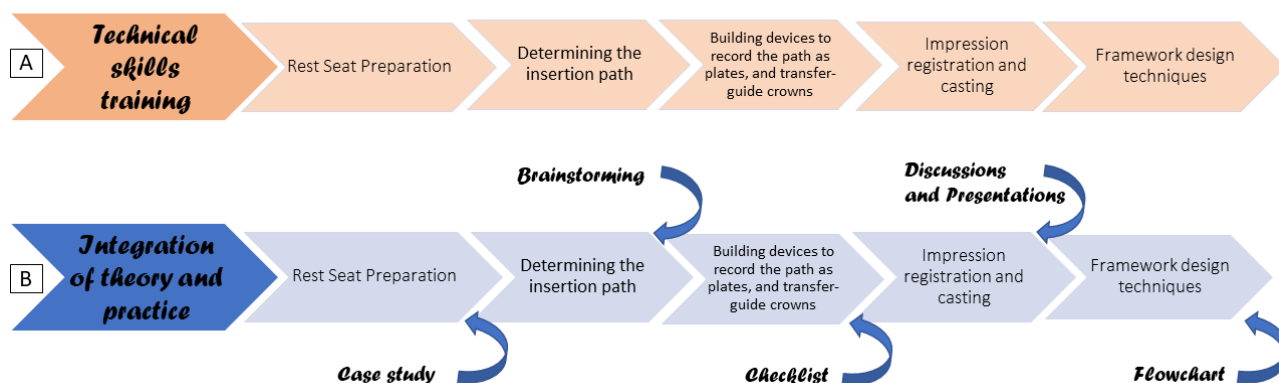 A
Technical
skills
training
Rest Seat Preparation
Determining the
insertion path
Building devices to
record the path as
plates, and transfer-
guide crowns
Impression
registration and
casting
Framework design
techniques
Brainstorming
Discussions
and Presentations
B
Integration
of theory and
practice
Rest Seat Preparation
Determining the
insertion path
Building devices to
record the path as
plates, and transfer-
guide crowns
Impression
registration and
casting
Framework design
techniques
Case study
Checklist
Flowchart